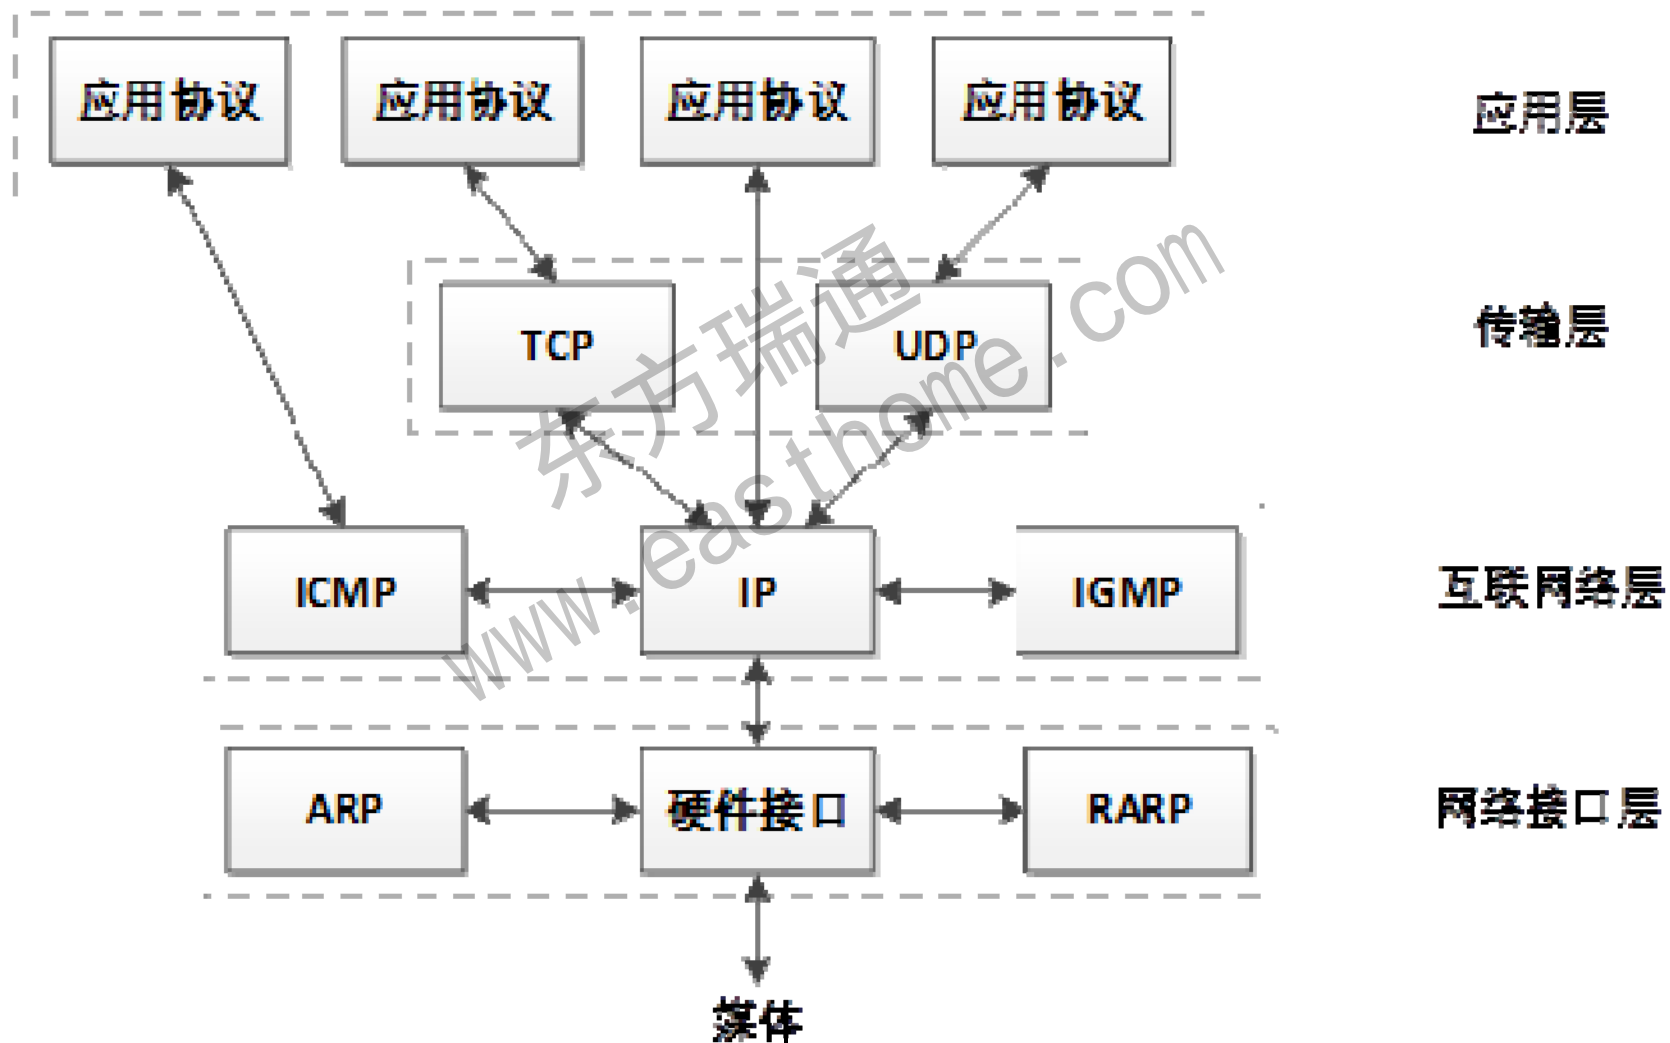 应用协议 应用协议 应用协议 应用协议 应用层
TCP UDP 传输层
ICMP IP IGMP 互联网络层
ARP 硬件接口 RARP 网络接口层
媒体
东方瑞通
www.easthome.com